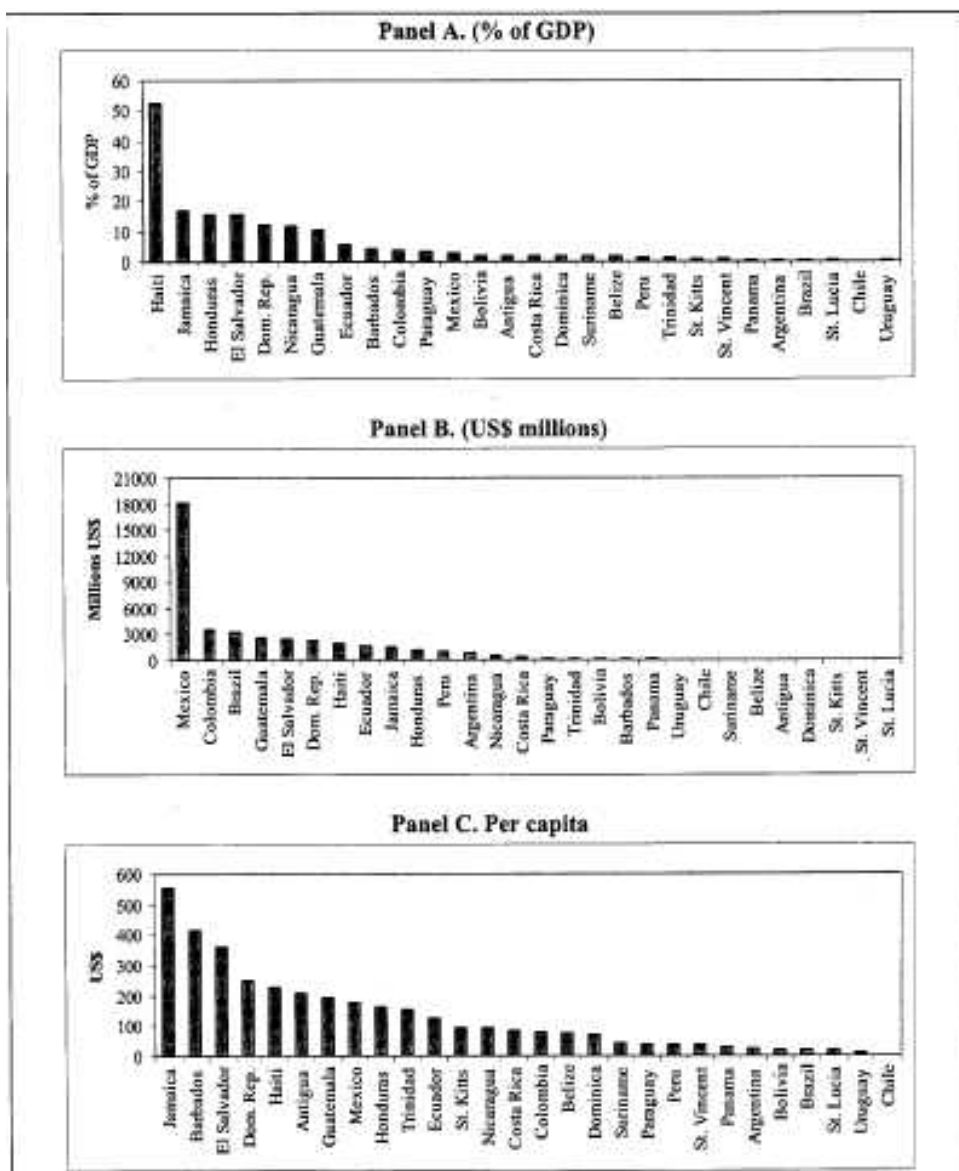 Panel A. (% of GDP)
60
50
40
30
20
10
0
% of GDP
Haiti
Jamaica
Honduras
El Salvador
Dom. Rep.
Nicaragua
Guatemala
Ecuador
Barbados
Colombia
Paraguay
Mexico
Bolivia
Antigua
Costa Rica
Dominica
Suriname
Belize
Peru
Trinidad
St. Kitts
St. Vincent
Panama
Argentina
Brazil
St. Lucia
Chile
Uruguay
Panel B. (US$ millions)
21000
18000
15000
12000
9000
6000
3000
0
Millions US$
Mexico
Colombia
Brazil
Guatemala
El Salvador
Dom. Rep.
Haiti
Ecuador
Jamaica
Honduras
Peru
Argentina
Nicaragua
Costa Rica
Paraguay
Trinidad
Bolivia
Barbados
Panama
Uruguay
Chile
Suriname
Belize
Antigua
Dominica
St. Kitts
St. Vincent
St. Lucia
Panel C. Per capita
600
500
400
300
200
100
0
US$
Jamaica
Barbados
El Salvador
Dom. Rep.
Haiti
Antigua
Guatemala
Mexico
Honduras
Trinidad
Ecuador
St. Kitts
Nicaragua
Costa Rica
Colombia
Belize
Dominica
Suriname
Paraguay
Peru
St. Vincent
Panama
Argentina
Bolivia
Brazil
St. Lucia
Uruguay
Chile